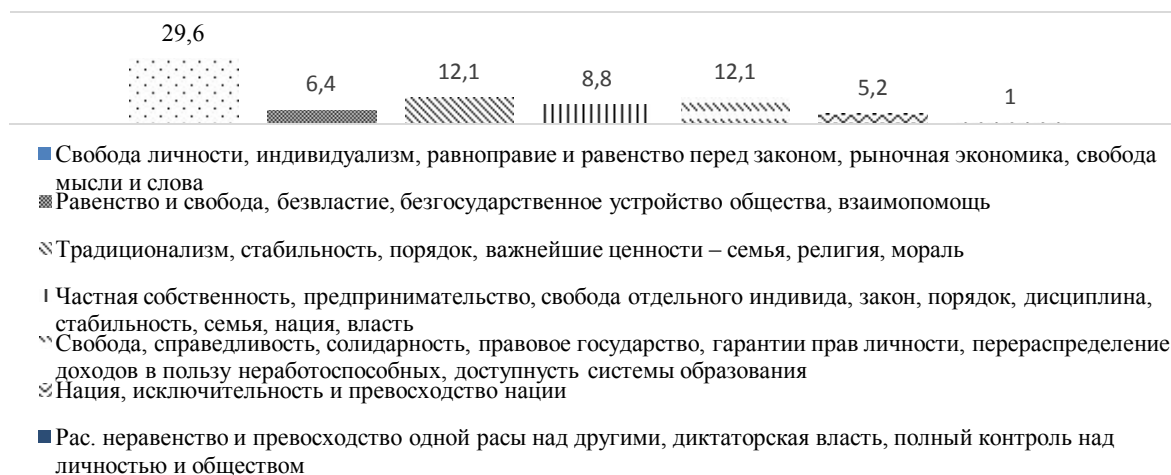 29,6
6,4
12,1
8,8
12,1
5,2
1
Свобода личности, индивидуализм, равноправие и равенство перед законом, рыночная экономика, свобода
мысли и слова
Равенство и свобода, безвластие, безгосударственное устройство общества, взаимопомощь
Традиционализм, стабильность, порядок, важнейшие ценности – семья, религия, мораль
Частная собственность, предпринимательство, свобода отдельного индивида, закон, порядок, дисциплина,
стабильность, семья, нация, власть
Свобода, справедливость, солидарность, правовое государство, гарантии прав личности, перераспределение
доходов в пользу неработоспособных, доступнусть системы образования
Нация, исключительность и превосходство нации
Рас. неравенство и превосходство одной расы над другими, диктаторская власть, полный контроль над
личностью и обществом